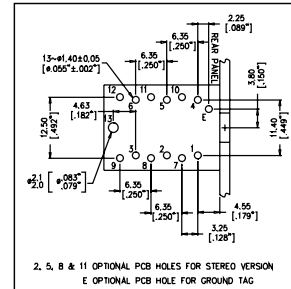 2.25
[.089"]
6.35
[.250"]
REAR PANEL
3.80
[.150"]
13~ø1,40±0,05
[ø.055"±.002"]
6.35
[.250"]
12 11 10
6 5 4
E
4.63
[.182"]
13
12.50
[.492"]
11.40
[.449"]
ø2.1
2.0
[ø.083"
.079"]
3 2 1
9 8 7
6.35
[.250"]
6.35
[.250"]
4.55
[.179"]
3.25
[.128"]
2, 5, 8 & 11 OPTIONAL PCB HOLES FOR STEREO VERSION
E OPTIONAL PCB HOLE FOR GROUND TAG